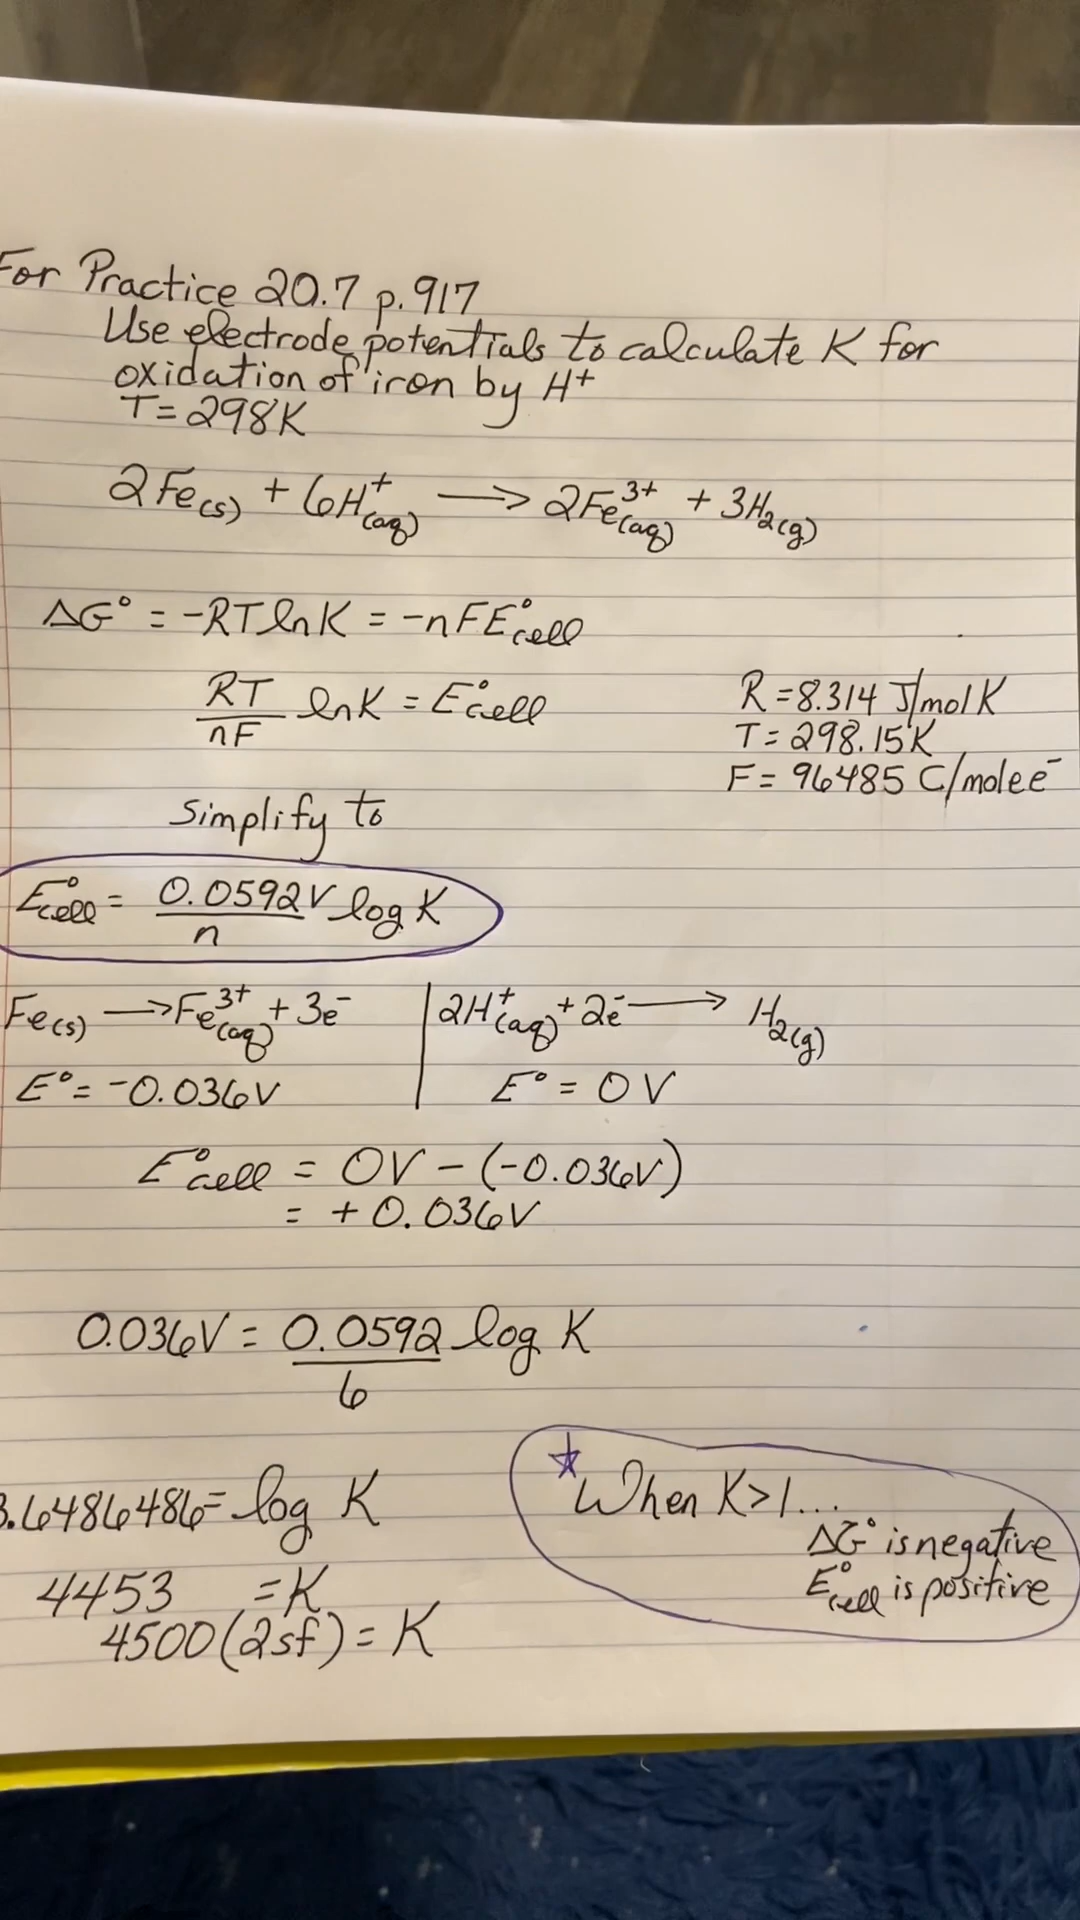 For Practice 20.7 p.917
Use electrode potentials to calculate K for
oxidation of iron by H⁺
T = 298K
2Fe(s) + 6H⁺(aq) → 2Fe³⁺(aq) + 3H₂(g)
ΔG° = -RT lnK = -nFE°cell
RT/nF lnK = E°cell
R = 8.314 J/mol K
T = 298.15K
F = 96485 C/mole e⁻
Simplify to
E°cell = 0.0592V/n log K
Fe(s) → Fe³⁺(aq) + 3e⁻ | 2H⁺(aq) + 2e⁻ → H₂(g)
E° = -0.036V | E° = 0V
E°cell = 0V - (-0.036V)
= +0.036V
0.036V = 0.0592/6 log K
3.6486486 = log K
4453 = K
4500 (2sf) = K
★ When K>1...
ΔG° is negative
E°cell is positive